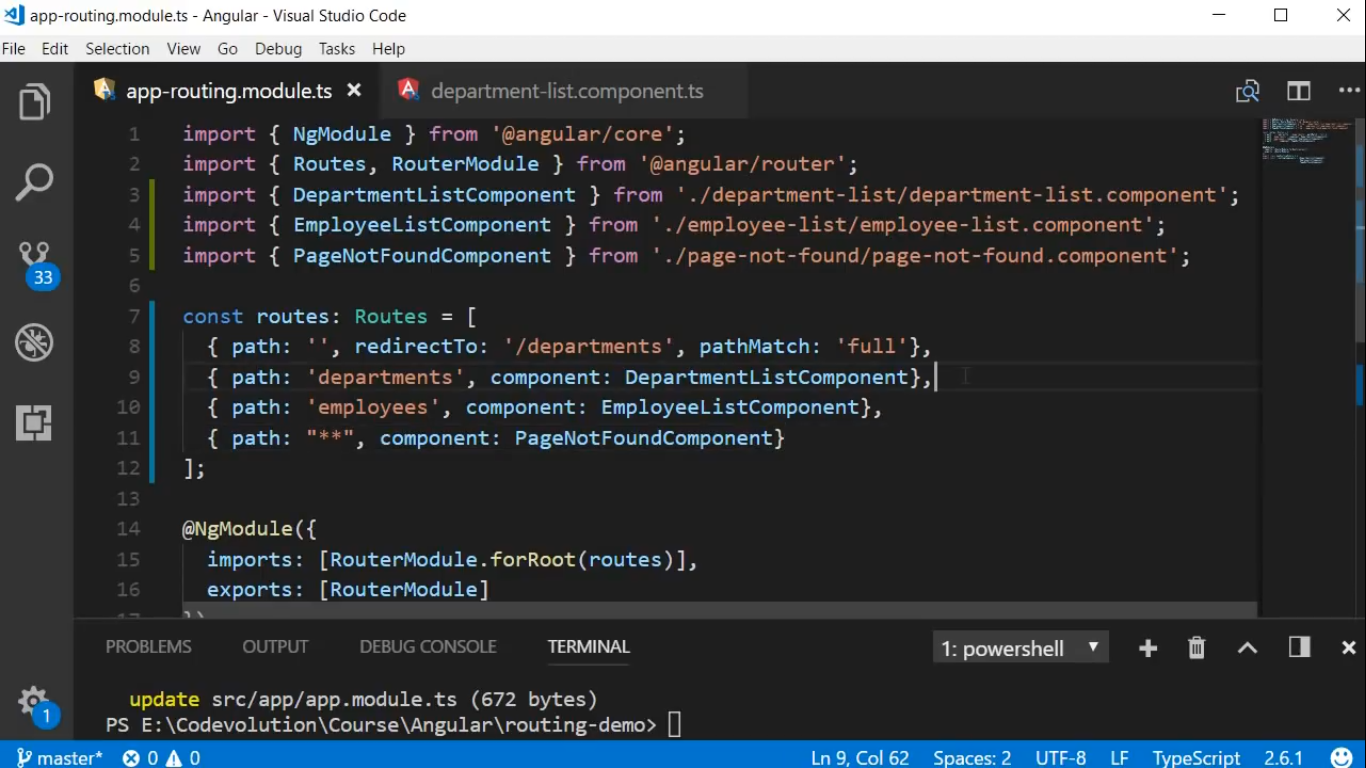 app-routing.module.ts - Angular - Visual Studio Code
File Edit Selection View Go Debug Tasks Help
app-routing.module.ts department-list.component.ts
1 import { NgModule } from '@angular/core';
2 import { Routes, RouterModule } from '@angular/router';
3 import { DepartmentListComponent } from './department-list/department-list.component';
4 import { EmployeeListComponent } from './employee-list/employee-list.component';
5 import { PageNotFoundComponent } from './page-not-found/page-not-found.component';
6
7 const routes: Routes = [
8 { path: '', redirectTo: '/departments', pathMatch: 'full'},
9 { path: 'departments', component: DepartmentListComponent},
10 { path: 'employees', component: EmployeeListComponent},
11 { path: "**", component: PageNotFoundComponent}
12 ];
13
14 @NgModule({
15 imports: [RouterModule.forRoot(routes)],
16 exports: [RouterModule]
17 })
33
1
PROBLEMS OUTPUT DEBUG CONSOLE TERMINAL 1: powershell
update src/app/app.module.ts (672 bytes)
PS E:\Codevolution\Course\Angular\routing-demo>
master* 0 0 Ln 9, Col 62 Spaces: 2 UTF-8 LF TypeScript 2.6.1